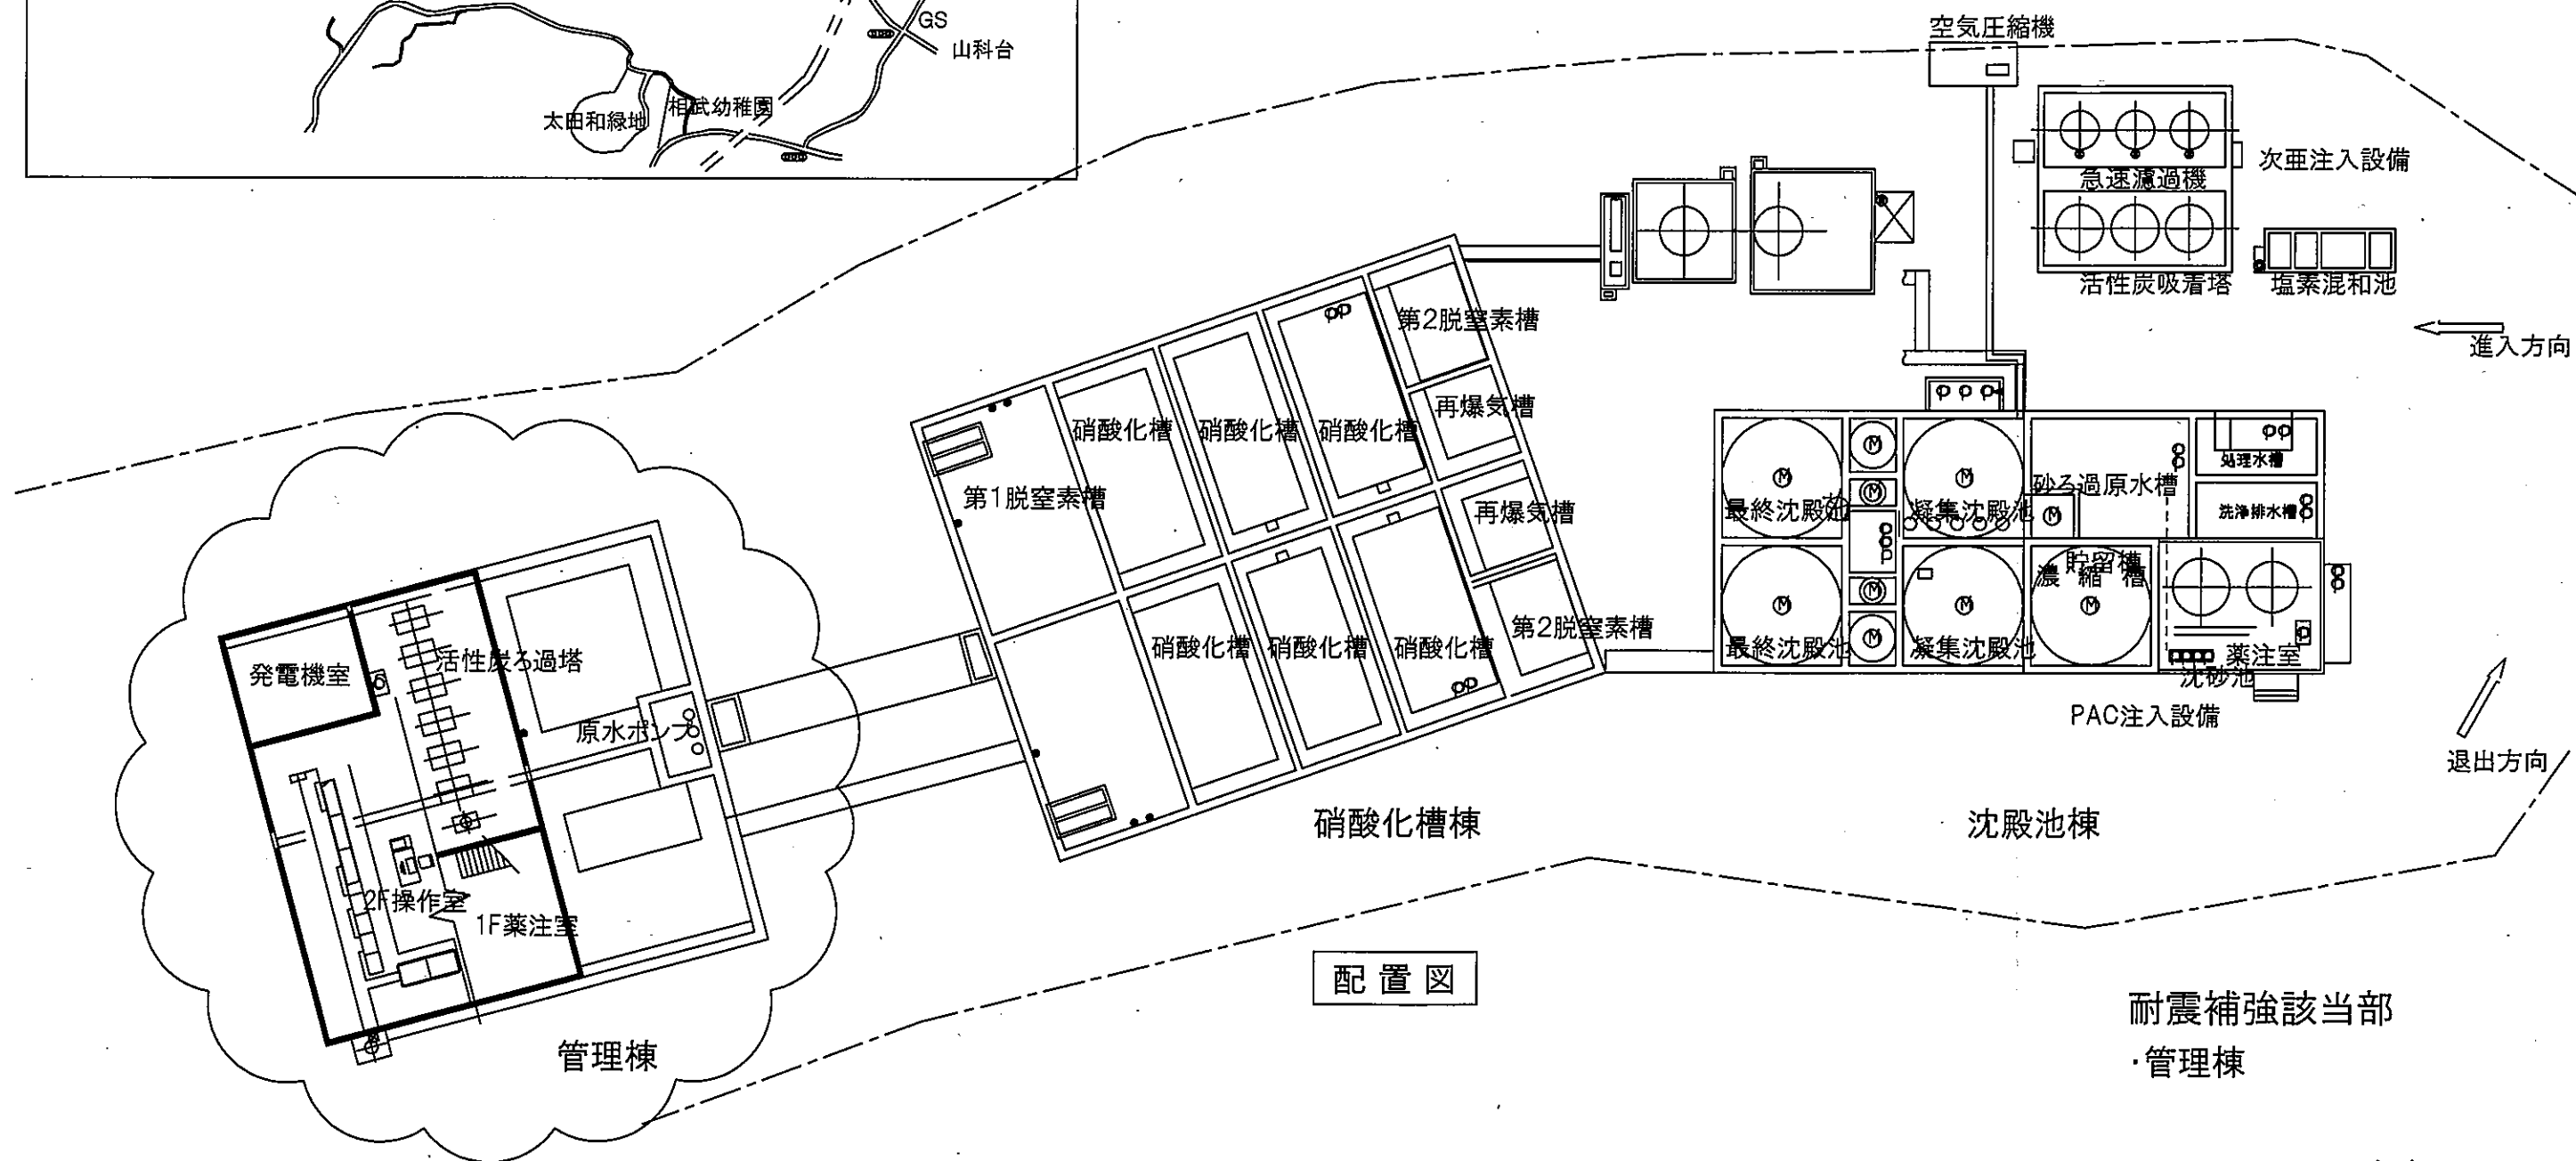 GS
山科台
太田和緑地
相武幼稚園
空気圧縮機
急速濾過機
次亜注入設備
活性炭吸着塔
塩素混和池
進入方向
第2脱窒素槽
再爆気槽
硝酸化槽
硝酸化槽
硝酸化槽
第1脱窒素槽
再爆気槽
第2脱窒素槽
硝酸化槽
硝酸化槽
硝酸化槽
処理水槽
砂ろ過原水槽
最終沈殿池
凝集沈殿池
洗浄排水槽
貯留槽
濃縮槽
最終沈殿池
凝集沈殿池
薬注室
沈砂池
PAC注入設備
退出方向
発電機室
活性炭ろ過塔
原水ポンプ
2F操作室
1F薬注室
硝酸化槽棟
沈殿池棟
管理棟
配置図
耐震補強該当部
・管理棟